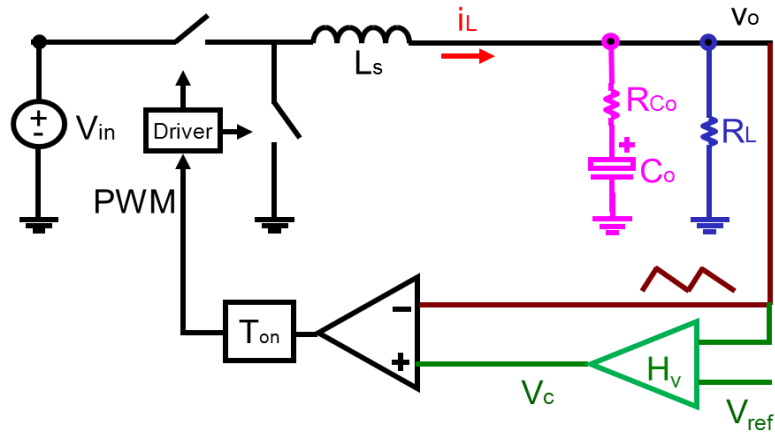 iL
vo
Ls
RCo
+
-
Vin
Driver
RL
+
Co
PWM
-
Ton
+
Hv
Vc
Vref